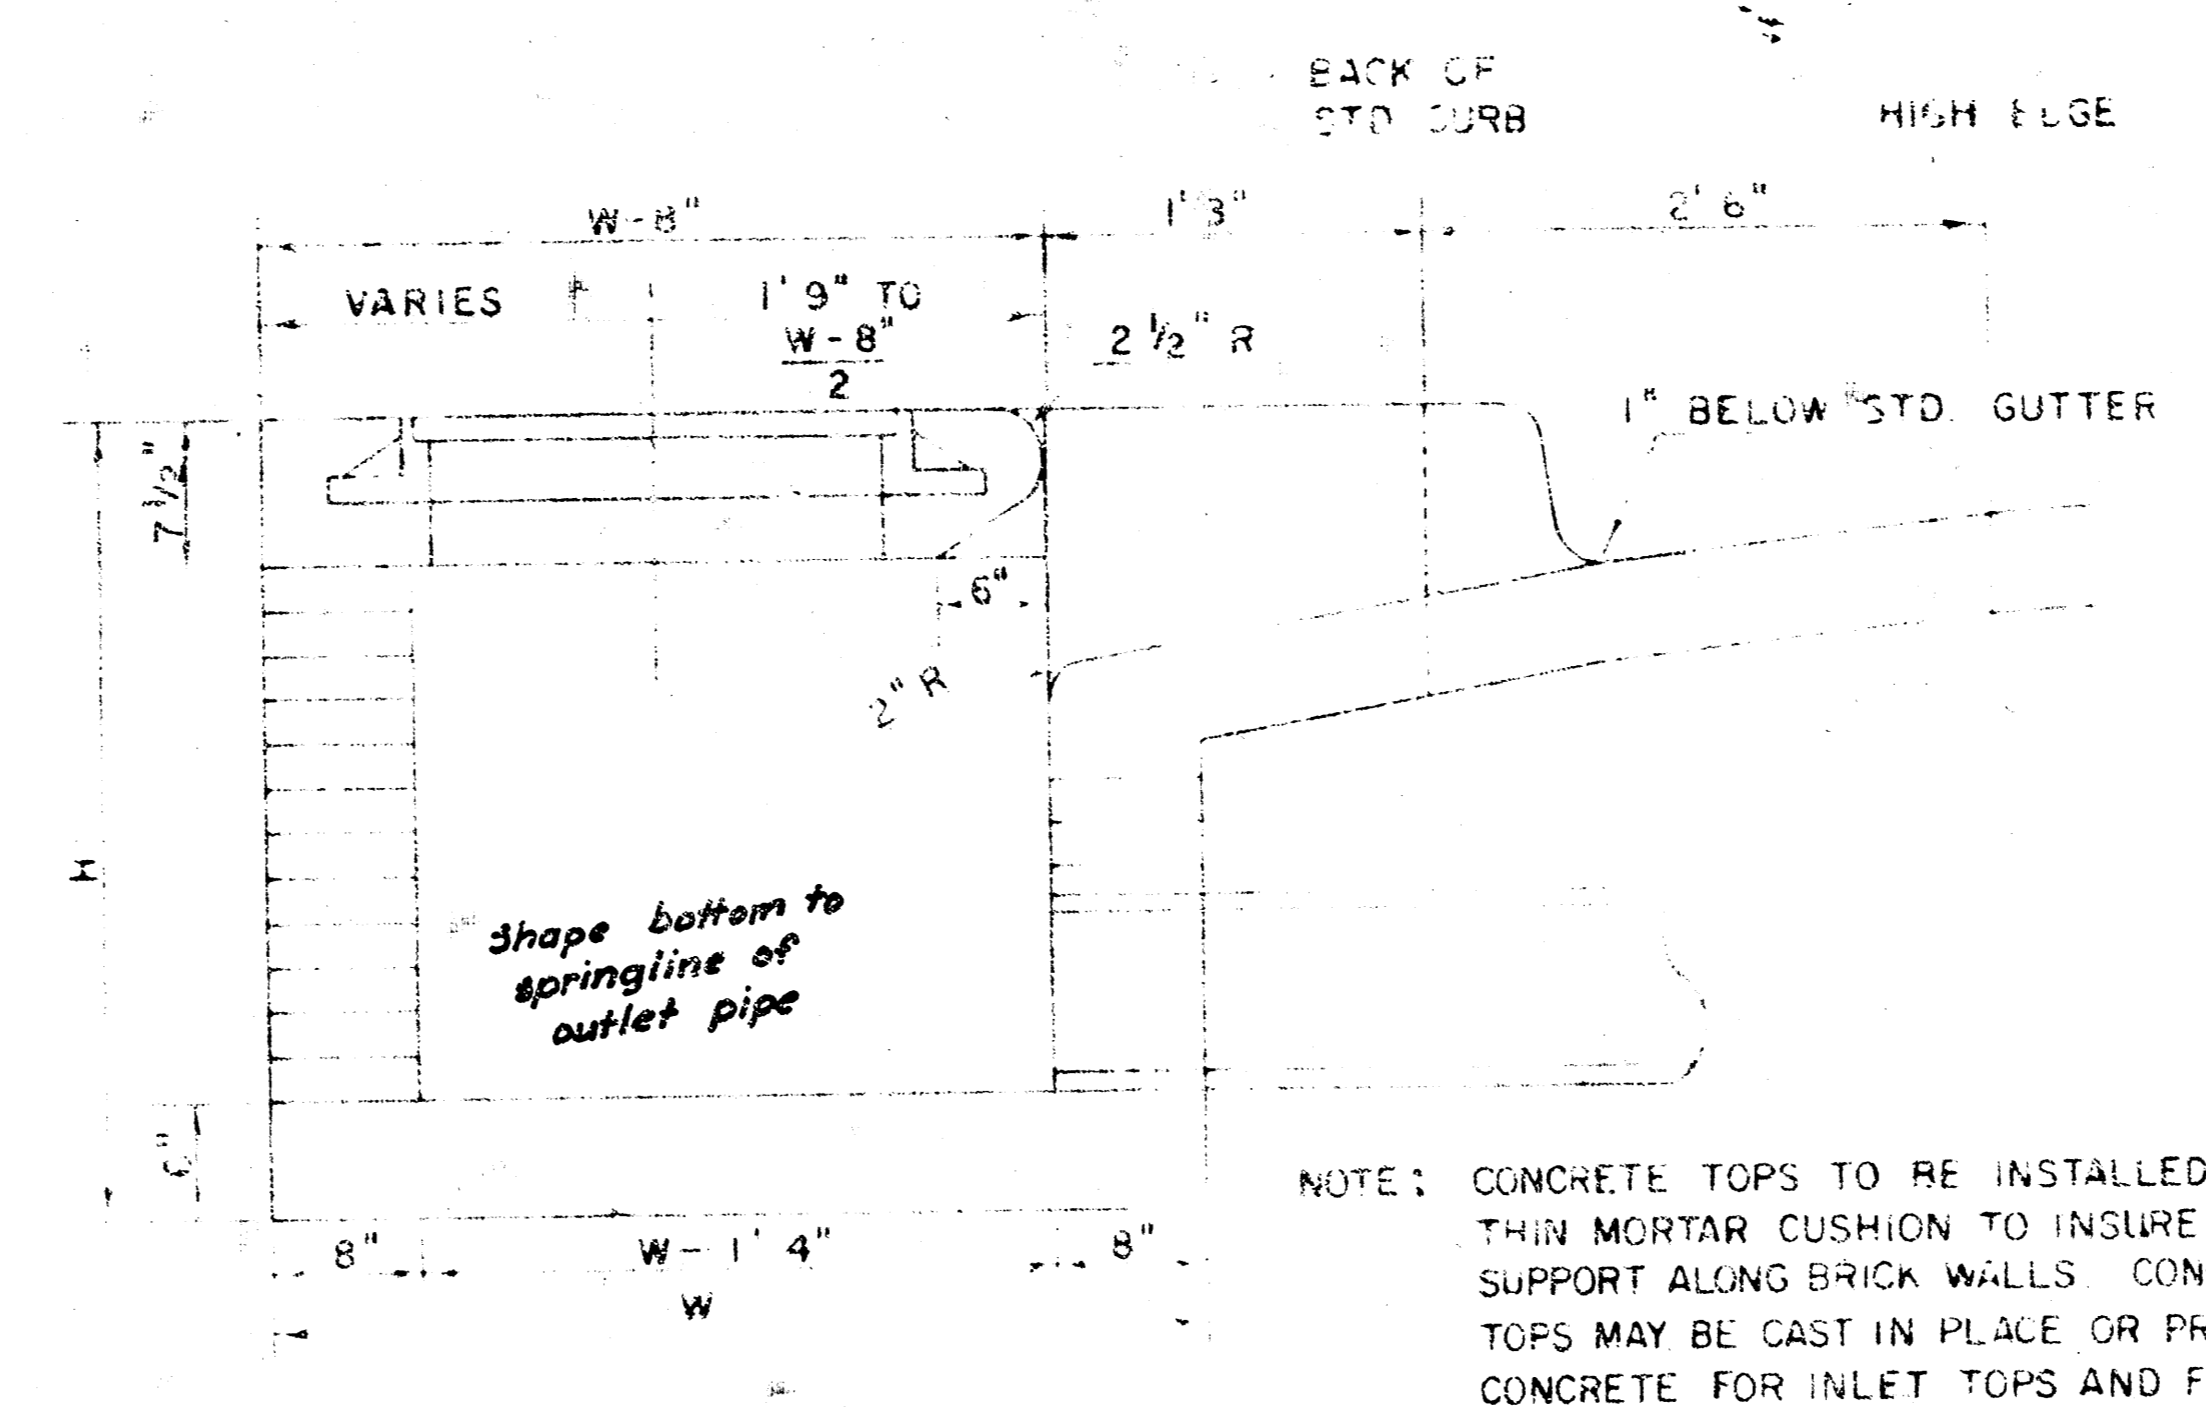 BACK OF
STD CURB
HIGH EDGE
W-8"
1'3"
2'6"
VARIES
1'9" TO
W-8"
2
2 1/2" R
1" BELOW STD. GUTTER
7 1/2"
6"
2" R
H
Shape bottom to
springline of
outlet pipe
6"
8"
W-1'4"
8"
W
NOTE: CONCRETE TOPS TO BE INSTALLED
THIN MORTAR CUSHION TO INSURE
SUPPORT ALONG BRICK WALLS. CON
TOPS MAY BE CAST IN PLACE OR PR
CONCRETE FOR INLET TOPS AND F